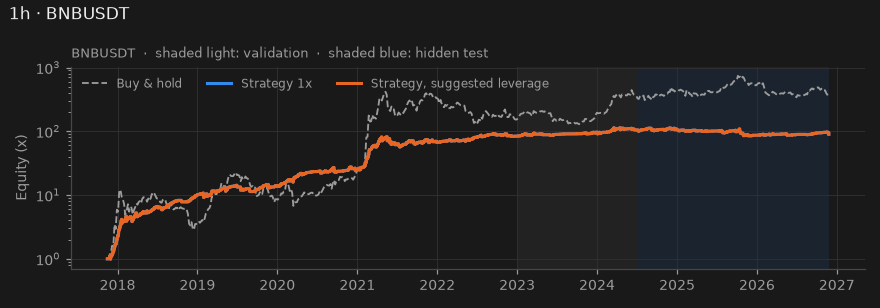 1h · BNBUSDT
BNBUSDT · shaded light: validation · shaded blue: hidden test
Buy & hold
Strategy 1x
Strategy, suggested leverage
Equity (x)
10³
10²
10¹
10⁰
2018 2019 2020 2021 2022 2023 2024 2025 2026 2027